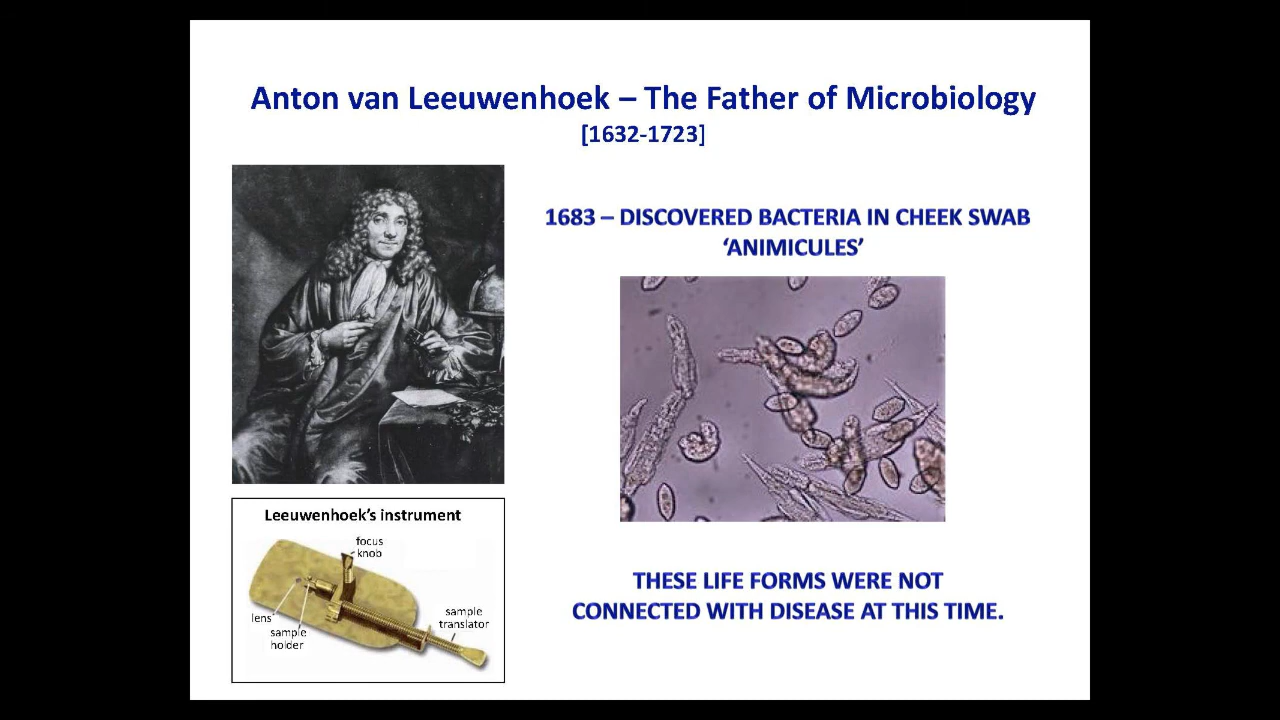 Anton van Leeuwenhoek – The Father of Microbiology
[1632-1723]
1683 – DISCOVERED BACTERIA IN CHEEK SWAB
‘ANIMICULES’
Leeuwenhoek’s instrument
focus
knob
lens
sample
holder
sample
translator
THESE LIFE FORMS WERE NOT
CONNECTED WITH DISEASE AT THIS TIME.